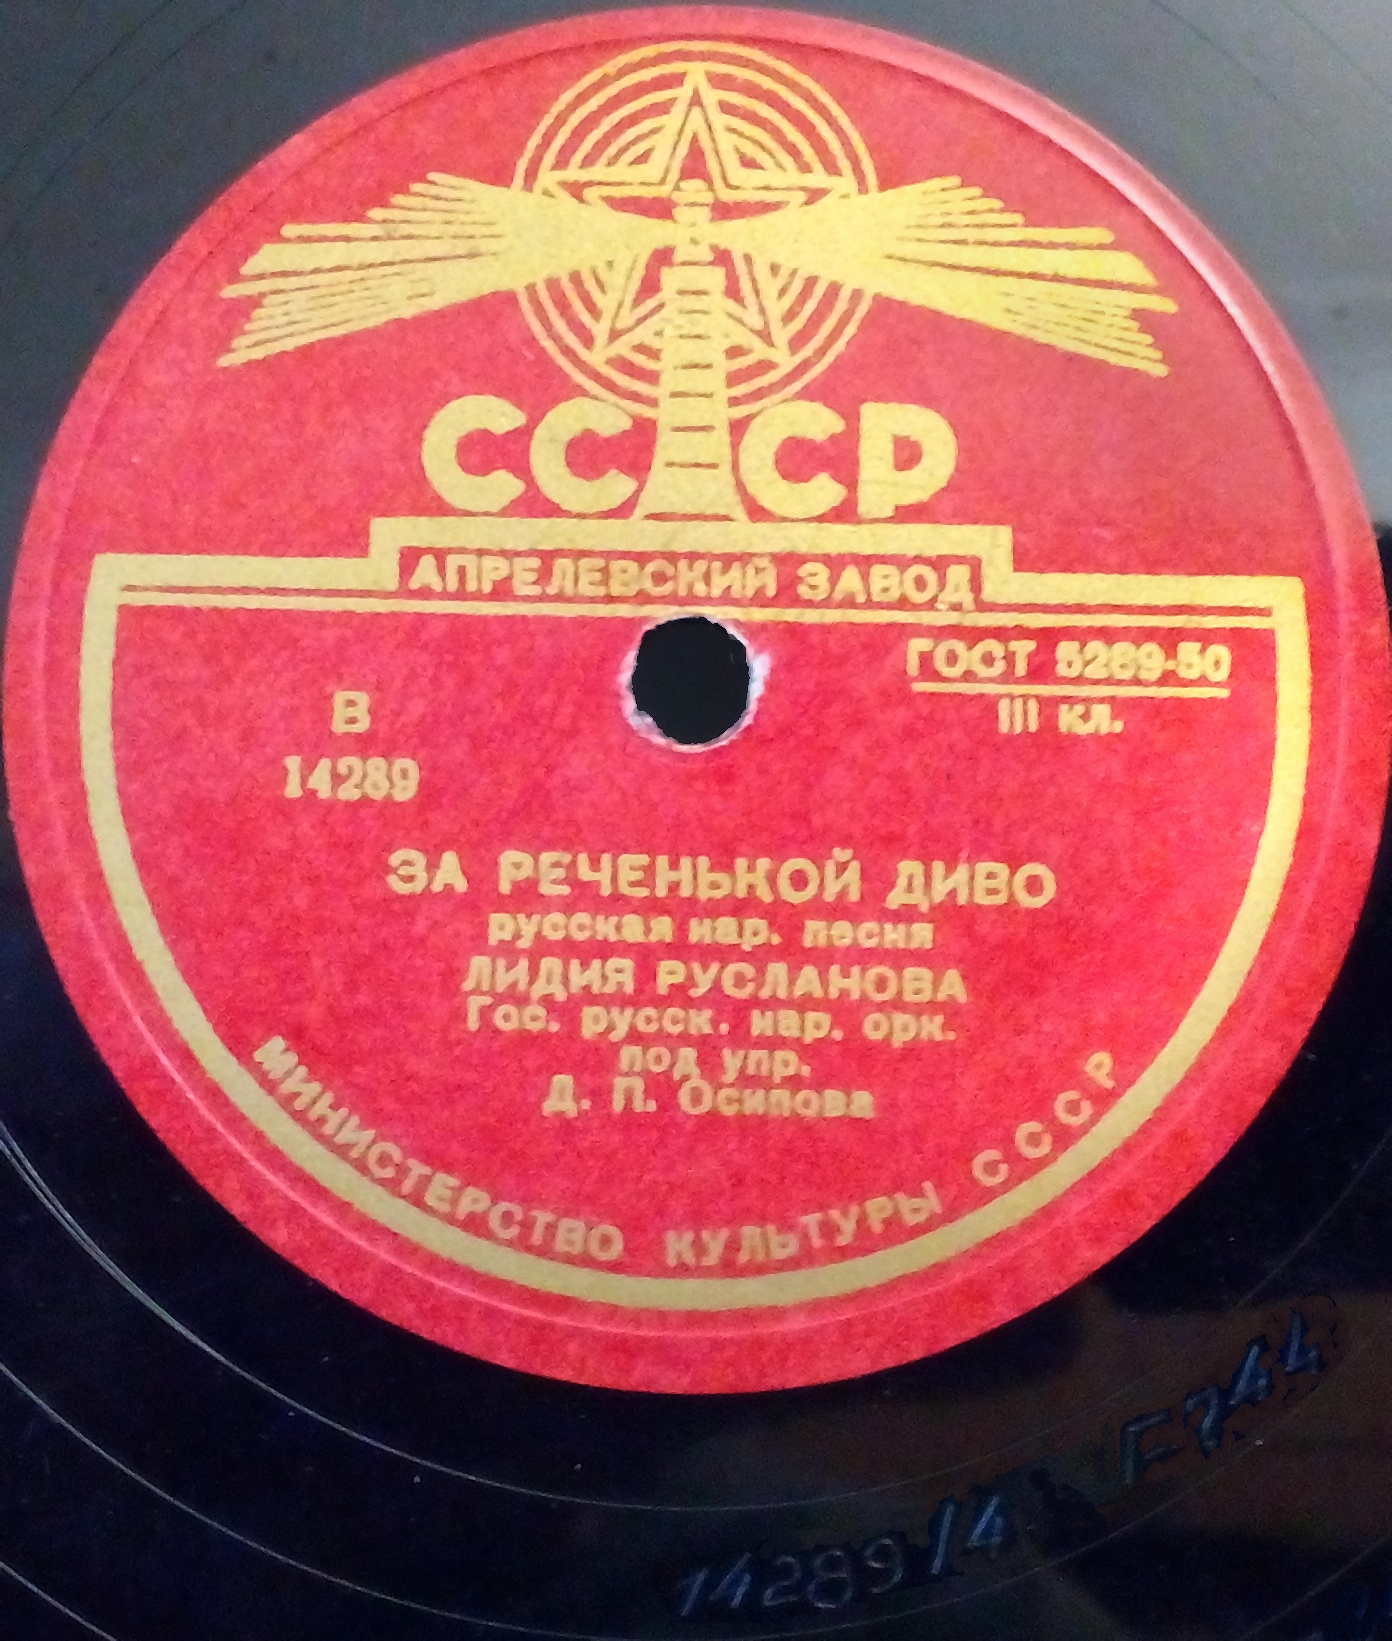 СССР
АПРЕЛЕВСКИЙ ЗАВОД
ГОСТ 5289-50
III кл.
В
14289
ЗА РЕЧЕНЬКОЙ ДИВО
русская нар. песня
ЛИДИЯ РУСЛАНОВА
Гос. русск. нар. орк.
под упр.
Д. П. Осипова
МИНИСТЕРСТВО КУЛЬТУРЫ СССР
14289/4